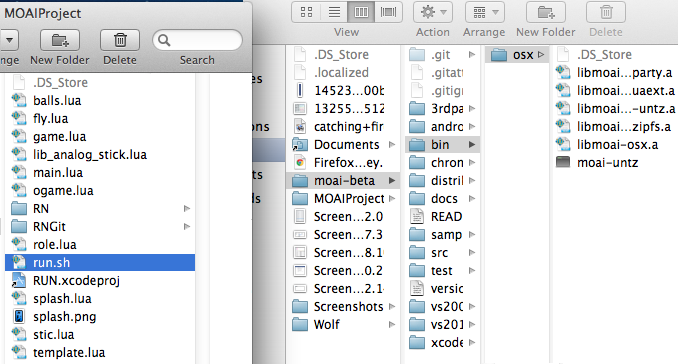 MOAIProject
nge
New Folder
Delete
Search
.DS_Store
balls.lua
fly.lua
game.lua
lib_analog_stick.lua
main.lua
ogame.lua
RN
RNGit
role.lua
run.sh
RUN.xcodeproj
splash.lua
splash.png
stic.lua
template.lua
View
Action
Arrange
New Folder
Delete
es
ons
ts
ds
.DS_Store
.localized
14523...00b
13255...512
catching+fir
Documents
Firefox...ey.
moai-beta
MOAIProject
Screen...2.0
Screen...7.3
Screen...8.1
Screen...0.2
Screen...2.1
Screenshots
Wolf
.git
.gitatt
.gitign
3rdpa
andro
bin
chron
distril
docs
READ
samp
src
test
versio
vs200
vs201
xcode
osx
.DS_Store
libmoai...party.a
libmoai...uaext.a
libmoai...-untz.a
libmoai...zipfs.a
libmoai-osx.a
moai-untz